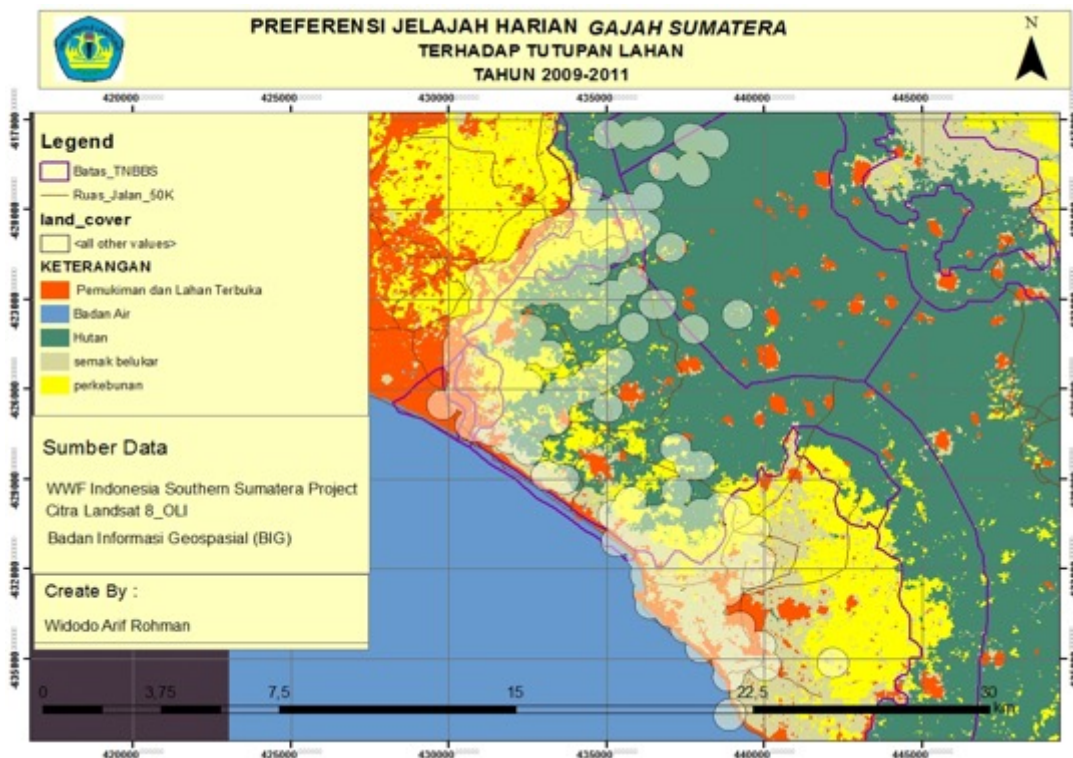 PREFERENSI JELAJAH HARIAN GAJAH SUMATERA
TERHADAP TUTUPAN LAHAN
TAHUN 2009-2011
N
420000 425000 430000 435000 440000 445000
Legend
Batas_TNBBS
Ruas_Jalan_50K
land_cover
<all other values>
KETERANGAN
Pemukiman dan Lahan Terbuka
Badan Air
Hutan
semak belukar
perkebunan
Sumber Data
WWF Indonesia Southern Sumatera Project
Citra Landsat 8_OLI
Badan Informasi Geospasial (BIG)
Create By :
Widodo Arif Rohman
0 3,75 7,5 15 22,5 30
km
420000 425000 430000 435000 440000 445000